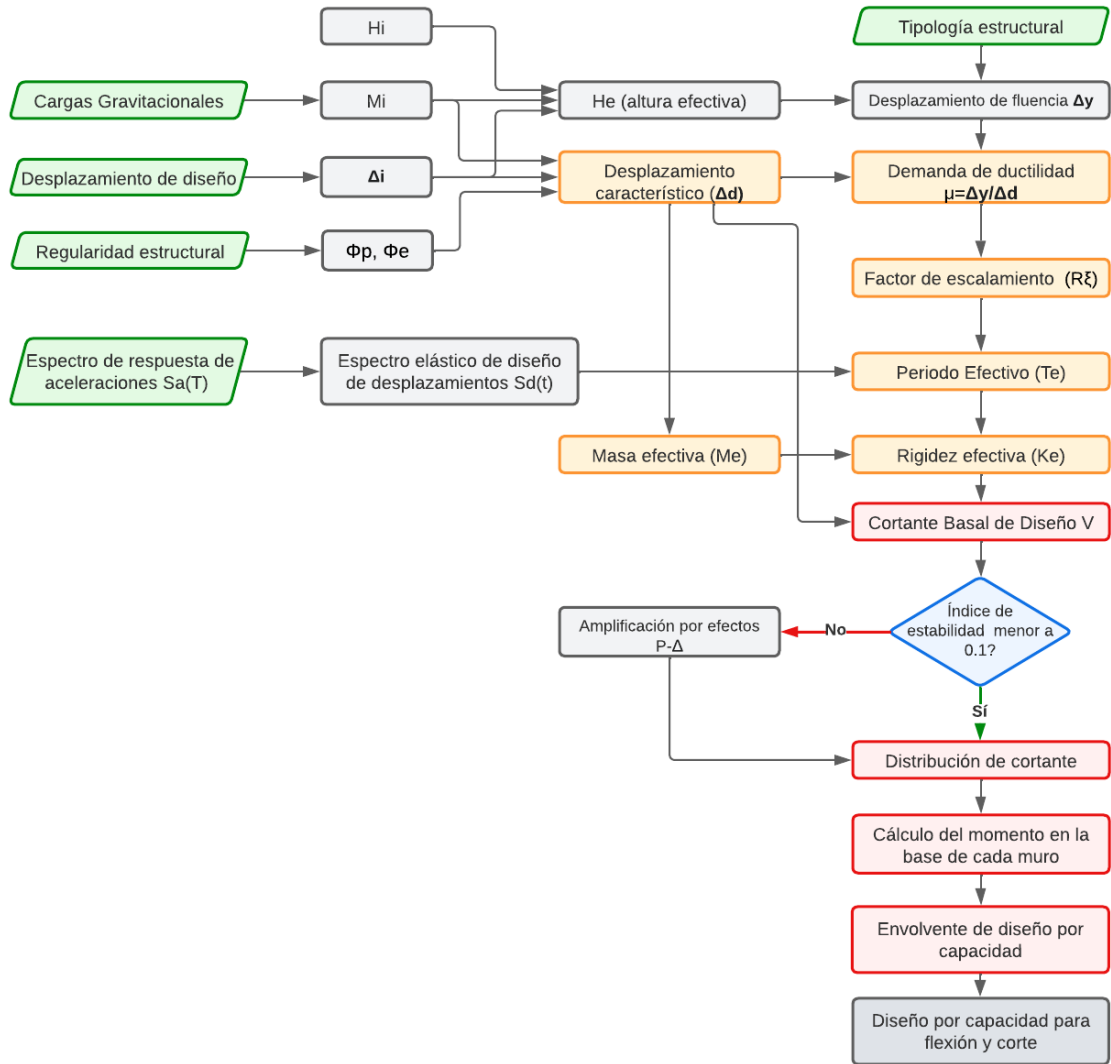 Hi
Tipología estructural
Cargas Gravitacionales
Mi
He (altura efectiva)
Desplazamiento de fluencia Δy
Desplazamiento de diseño
Δi
Desplazamiento
característico (Δd)
Demanda de ductilidad
μ=Δy/Δd
Regularidad estructural
Φp, Φe
Factor de escalamiento (Rξ)
Espectro de respuesta de
aceleraciones Sa(T)
Espectro elástico de diseño
de desplazamientos Sd(t)
Periodo Efectivo (Te)
Masa efectiva (Me)
Rigidez efectiva (Ke)
Cortante Basal de Diseño V
Amplificación por efectos
P-Δ
No
Índice de
estabilidad menor a
0.1?
Sí
Distribución de cortante
Cálculo del momento en la
base de cada muro
Envolvente de diseño por
capacidad
Diseño por capacidad para
flexión y corte